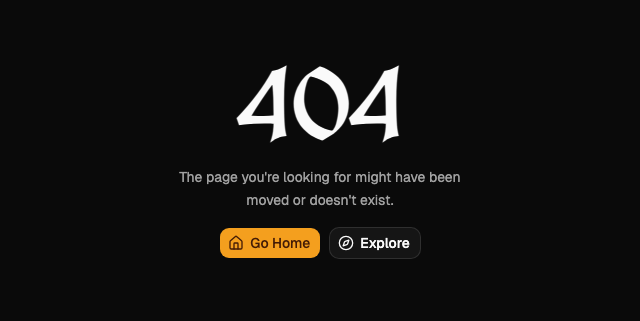 404
The page you're looking for might have been
moved or doesn't exist.
Go Home
Explore